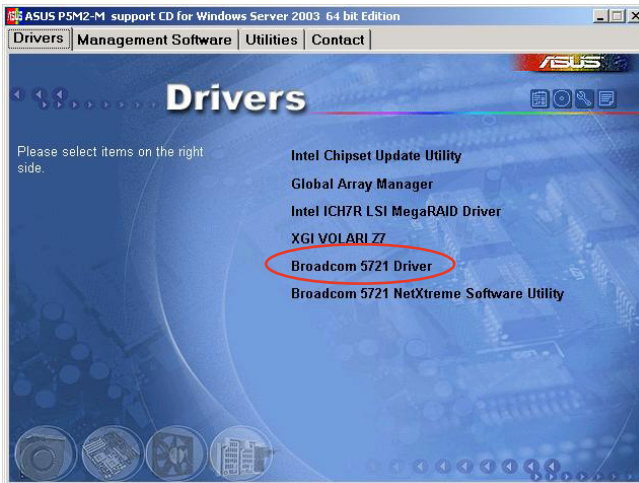 ASUS P5M2-M support CD for Windows Server 2003 64 bit Edition
Drivers Management Software Utilities Contact
ASUS
Drivers
Please select items on the right
side.
Intel Chipset Update Utility
Global Array Manager
Intel ICH7R LSI MegaRAID Driver
XGI VOLARI Z7
Broadcom 5721 Driver
Broadcom 5721 NetXtreme Software Utility